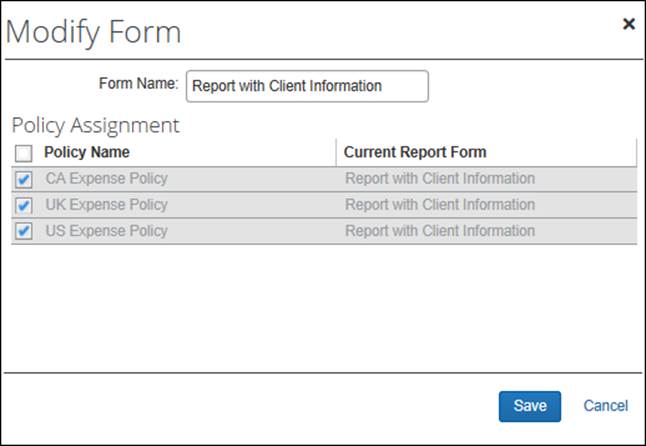 Modify Form
Form Name: Report with Client Information
Policy Assignment
Policy Name Current Report Form
CA Expense Policy Report with Client Information
UK Expense Policy Report with Client Information
US Expense Policy Report with Client Information
Save Cancel